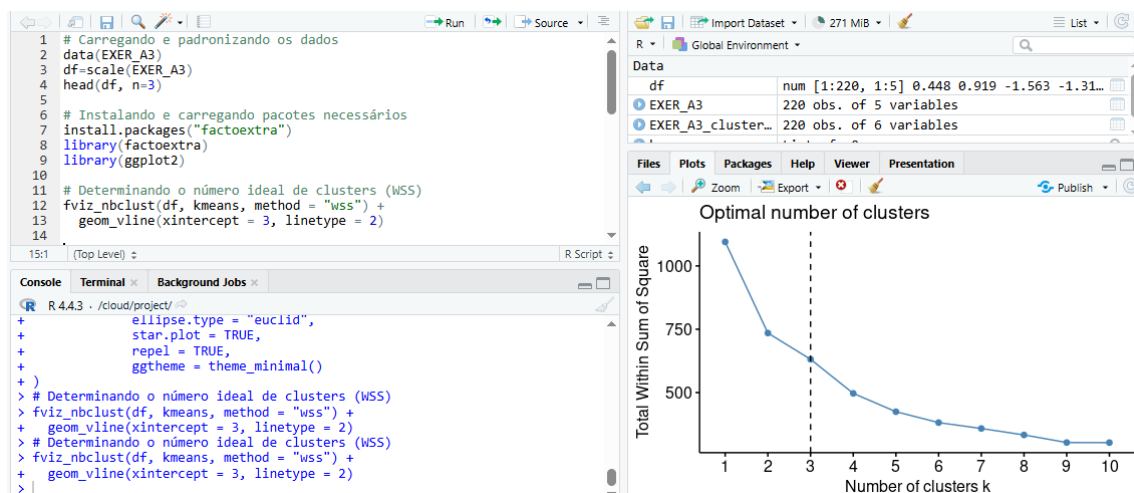 Run Source
1 # Carregando e padronizando os dados
2 data(EXER_A3)
3 df=scale(EXER_A3)
4 head(df, n=3)
5
6 # Instalando e carregando pacotes necessários
7 install.packages("factoextra")
8 library(factoextra)
9 library(ggplot2)
10
11 # Determinando o número ideal de clusters (WSS)
12 fviz_nbclust(df, kmeans, method = "wss") +
13 geom_vline(xintercept = 3, linetype = 2)
14
15:1 (Top Level) R Script
Console Terminal Background Jobs
R 4.4.3 · /cloud/project/
+ ellipse.type = "euclid",
+ star.plot = TRUE,
+ repel = TRUE,
+ ggtheme = theme_minimal()
+ )
> # Determinando o número ideal de clusters (WSS)
> fviz_nbclust(df, kmeans, method = "wss") +
+ geom_vline(xintercept = 3, linetype = 2)
> # Determinando o número ideal de clusters (WSS)
> fviz_nbclust(df, kmeans, method = "wss") +
+ geom_vline(xintercept = 3, linetype = 2)
>
Import Dataset 271 MiB List
R Global Environment
Data
df num [1:220, 1:5] 0.448 0.919 -1.563 -1.31…
EXER_A3 220 obs. of 5 variables
EXER_A3_cluster… 220 obs. of 6 variables
Files Plots Packages Help Viewer Presentation
Zoom Export Publish
Optimal number of clusters
Total Within Sum of Square
1000
750
500
1 2 3 4 5 6 7 8 9 10
Number of clusters k